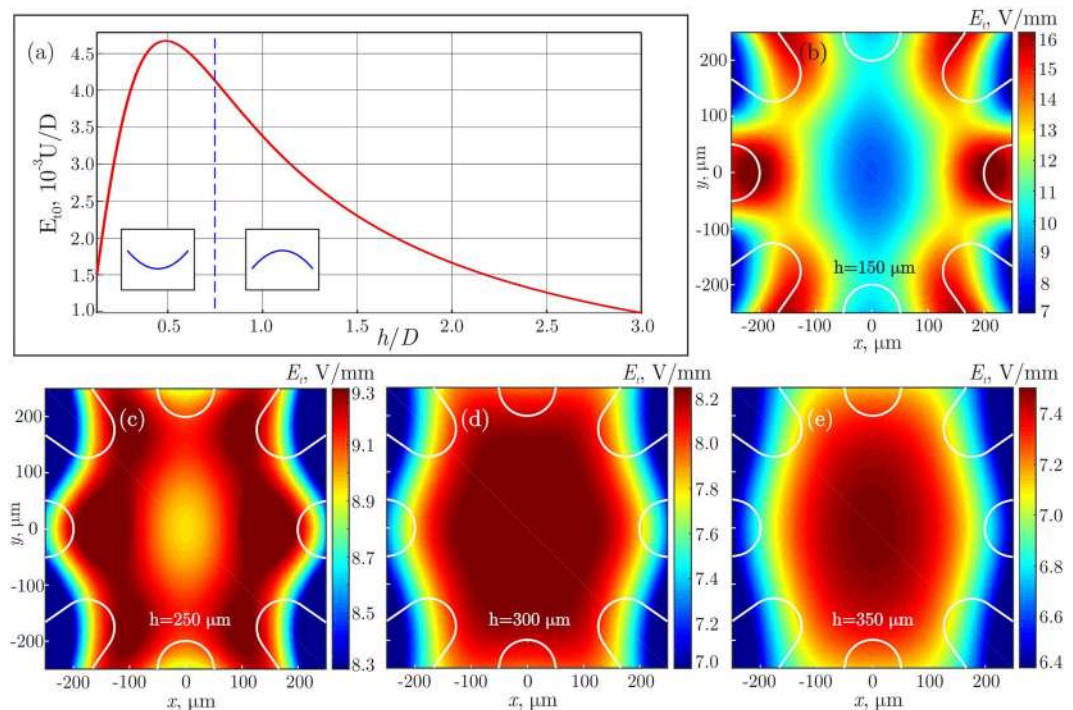 (a)
E_t0, 10^-3 U/D
4.5
4.0
3.5
3.0
2.5
2.0
1.5
1.0
0.5 1.0 1.5 2.0 2.5 3.0
h/D
E_t, V/mm
(b)
y, μm
200
100
0
-100
-200
h=150 μm
-200 -100 0 100 200
x, μm
16
15
14
13
12
11
10
9
8
7
E_t, V/mm
(c)
y, μm
200
100
0
-100
-200
h=250 μm
-200 -100 0 100 200
x, μm
9.3
9.1
8.9
8.7
8.5
8.3
E_t, V/mm
(d)
h=300 μm
-200 -100 0 100 200
x, μm
8.2
8.0
7.8
7.6
7.4
7.2
7.0
E_t, V/mm
(e)
h=350 μm
-200 -100 0 100 200
x, μm
7.4
7.2
7.0
6.8
6.6
6.4